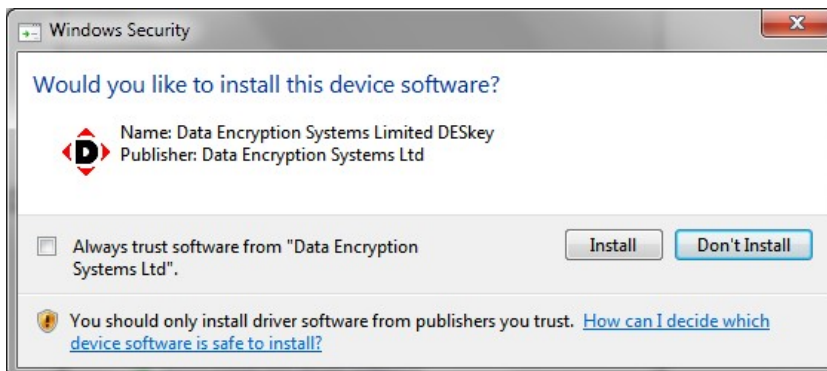 Windows Security
Would you like to install this device software?
D
Name: Data Encryption Systems Limited DESkey
Publisher: Data Encryption Systems Ltd
Always trust software from "Data Encryption
Systems Ltd".
Install
Don't Install
You should only install driver software from publishers you trust. How can I decide which
device software is safe to install?